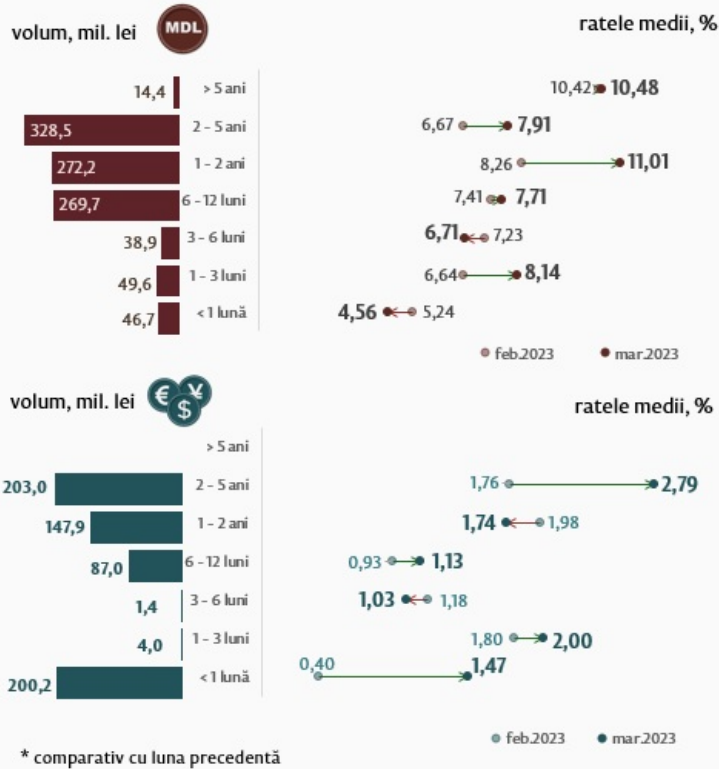 volum, mil. lei MDL ratele medii, %
14,4 > 5 ani 10,42 10,48
328,5 2 – 5 ani 6,67 7,91
272,2 1 – 2 ani 8,26 11,01
269,7 6 – 12 luni 7,41 7,71
38,9 3 – 6 luni 6,71 7,23
49,6 1 – 3 luni 6,64 8,14
46,7 < 1 lună 4,56 5,24
feb.2023 mar.2023
volum, mil. lei € ¥ $ ratele medii, %
> 5 ani
203,0 2 – 5 ani 1,76 2,79
147,9 1 – 2 ani 1,74 1,98
87,0 6 – 12 luni 0,93 1,13
1,4 3 – 6 luni 1,03 1,18
4,0 1 – 3 luni 1,80 2,00
200,2 < 1 lună 0,40 1,47
feb.2023 mar.2023
* comparativ cu luna precedentă